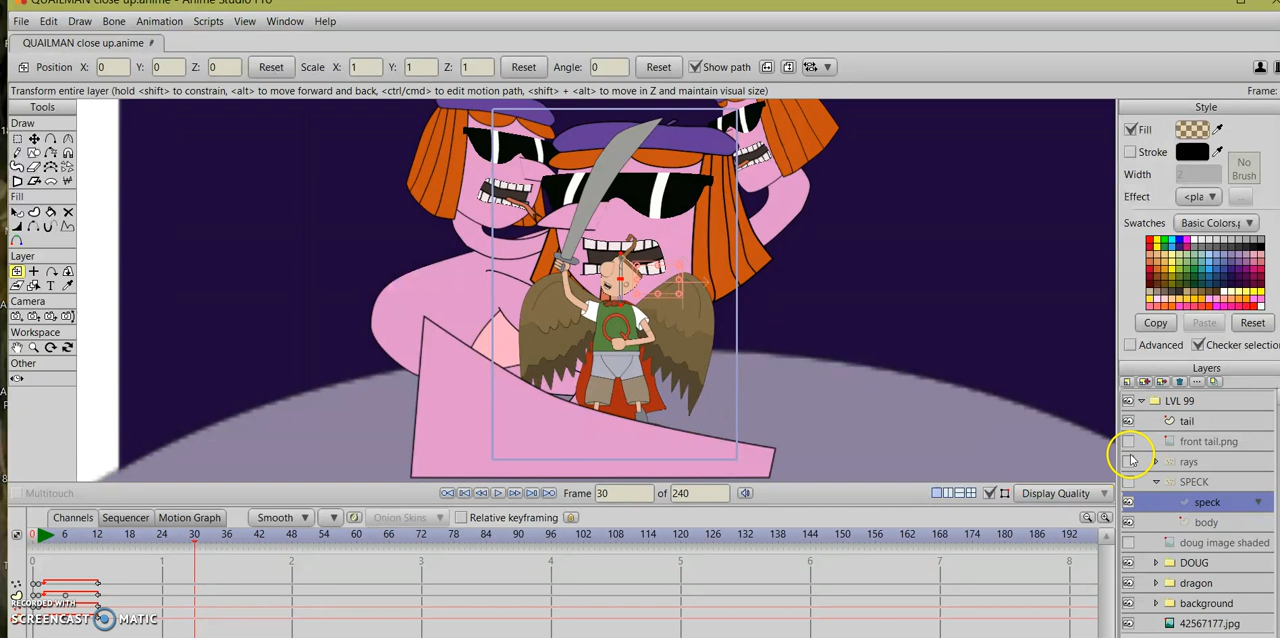 QUAILMAN close up.anime - Anime Studio Pro
File Edit Draw Bone Animation Scripts View Window Help
QUAILMAN close up.anime
Position X: 0 Y: 0 Z: 0 Reset Scale X: 1 Y: 1 Z: 1 Reset Angle: 0 Reset Show path
Transform entire layer (hold <shift> to constrain, <alt> to move forward and back, <ctrl/cmd> to edit motion path, <shift> + <alt> to move in Z and maintain visual size)
Frame:
Tools
Draw
Fill
Layer
Camera
Workspace
Other
Q
Style
Fill
Stroke
No
Brush
Width 2
Effect <pla ...
Swatches Basic Colors.p
Copy Paste Reset
Advanced Checker selection
Layers
LVL 99
tail
front tail.png
rays
SPECK
speck
body
doug image shaded
DOUG
dragon
background
42567177.jpg
Multitouch
Frame 30 of 240
Display Quality
Channels Sequencer Motion Graph Smooth Onion Skins Relative keyframing
0 6 12 18 24 30 36 42 48 54 60 66 72 78 84 90 96 102 108 114 120 126 132 138 144 150 156 162 168 174 180 186 192
0 1 2 3 4 5 6 7 8
RECORDED WITH
SCREENCAST MATIC